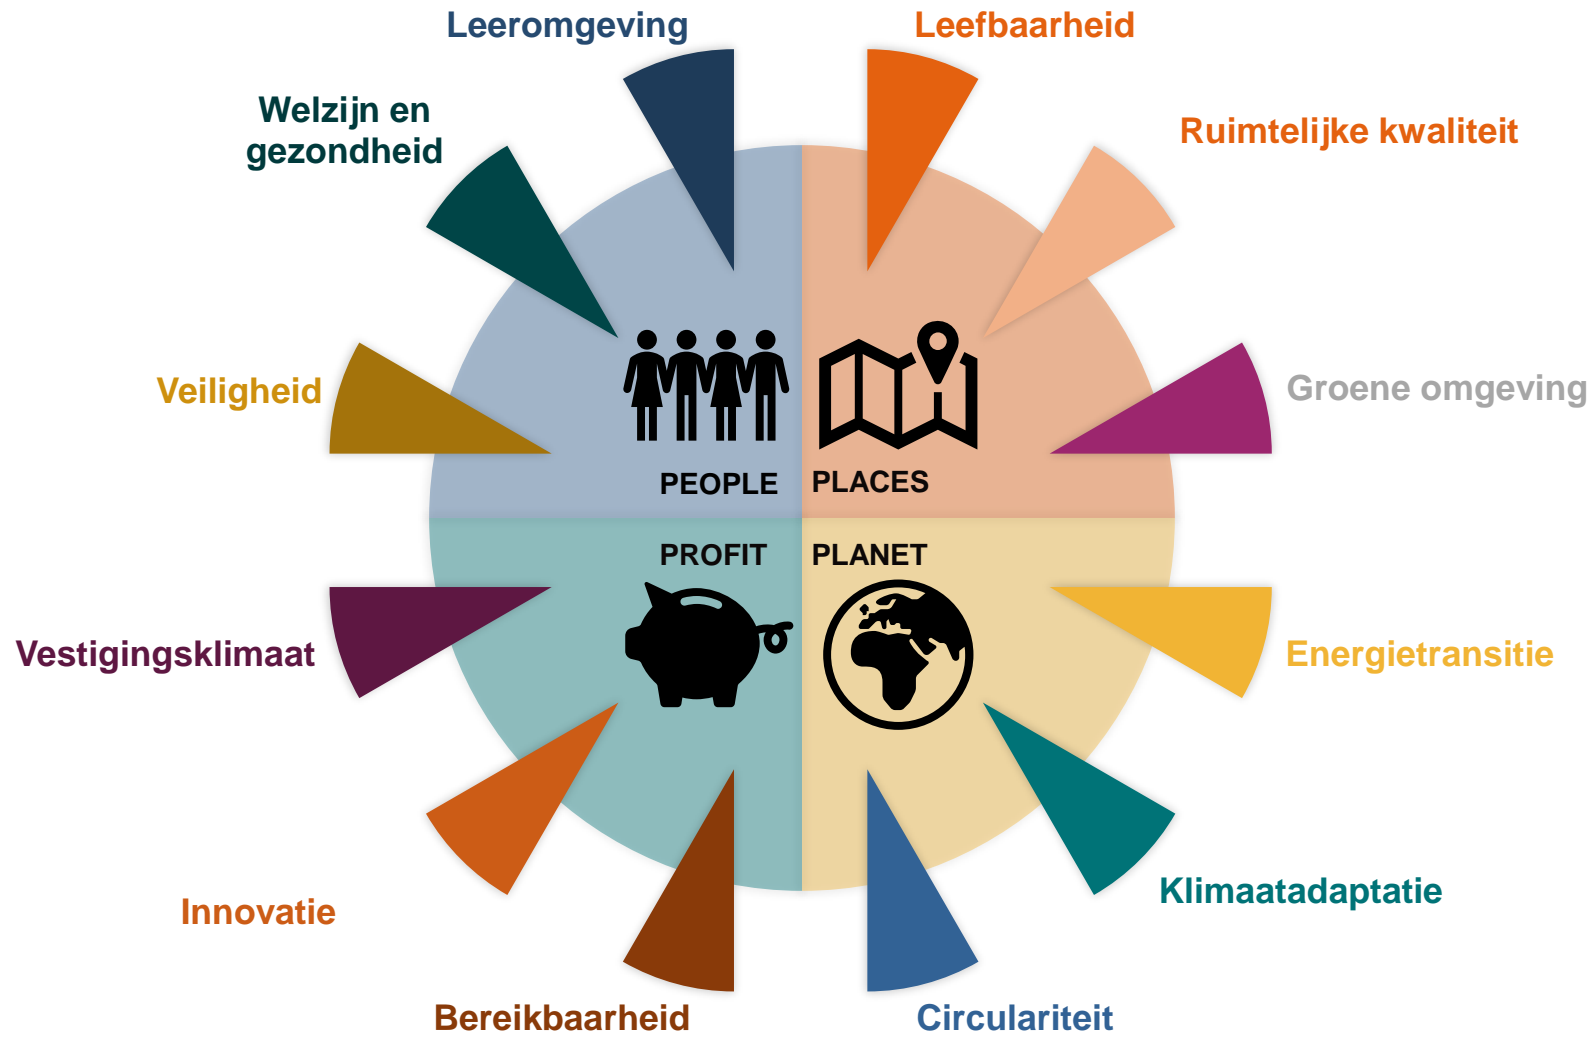 Leeromgeving
Leefbaarheid
Welzijn en
gezondheid
Ruimtelijke kwaliteit
Veiligheid
Groene omgeving
PEOPLE
PLACES
PROFIT
PLANET
Vestigingsklimaat
Energietransitie
Innovatie
Klimaatadaptatie
Bereikbaarheid
Circulariteit